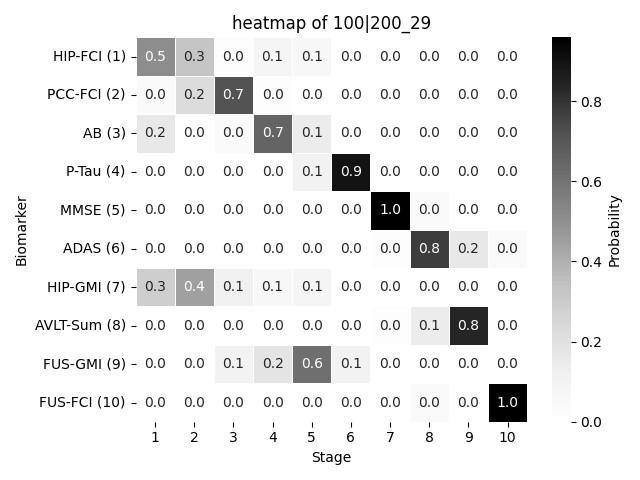 heatmap of 100|200_29
HIP-FCI (1) 0.5 0.3 0.0 0.1 0.1 0.0 0.0 0.0 0.0 0.0
PCC-FCI (2) 0.0 0.2 0.7 0.0 0.0 0.0 0.0 0.0 0.0 0.0
AB (3) 0.2 0.0 0.0 0.7 0.1 0.0 0.0 0.0 0.0 0.0
P-Tau (4) 0.0 0.0 0.0 0.0 0.1 0.9 0.0 0.0 0.0 0.0
MMSE (5) 0.0 0.0 0.0 0.0 0.0 0.0 1.0 0.0 0.0 0.0
ADAS (6) 0.0 0.0 0.0 0.0 0.0 0.0 0.0 0.8 0.2 0.0
HIP-GMI (7) 0.3 0.4 0.1 0.1 0.1 0.0 0.0 0.0 0.0 0.0
AVLT-Sum (8) 0.0 0.0 0.0 0.0 0.0 0.0 0.0 0.1 0.8 0.0
FUS-GMI (9) 0.0 0.0 0.1 0.2 0.6 0.1 0.0 0.0 0.0 0.0
FUS-FCI (10) 0.0 0.0 0.0 0.0 0.0 0.0 0.0 0.0 0.0 1.0
1 2 3 4 5 6 7 8 9 10
Stage
Biomarker
0.8
0.6
0.4
0.2
0.0
Probability